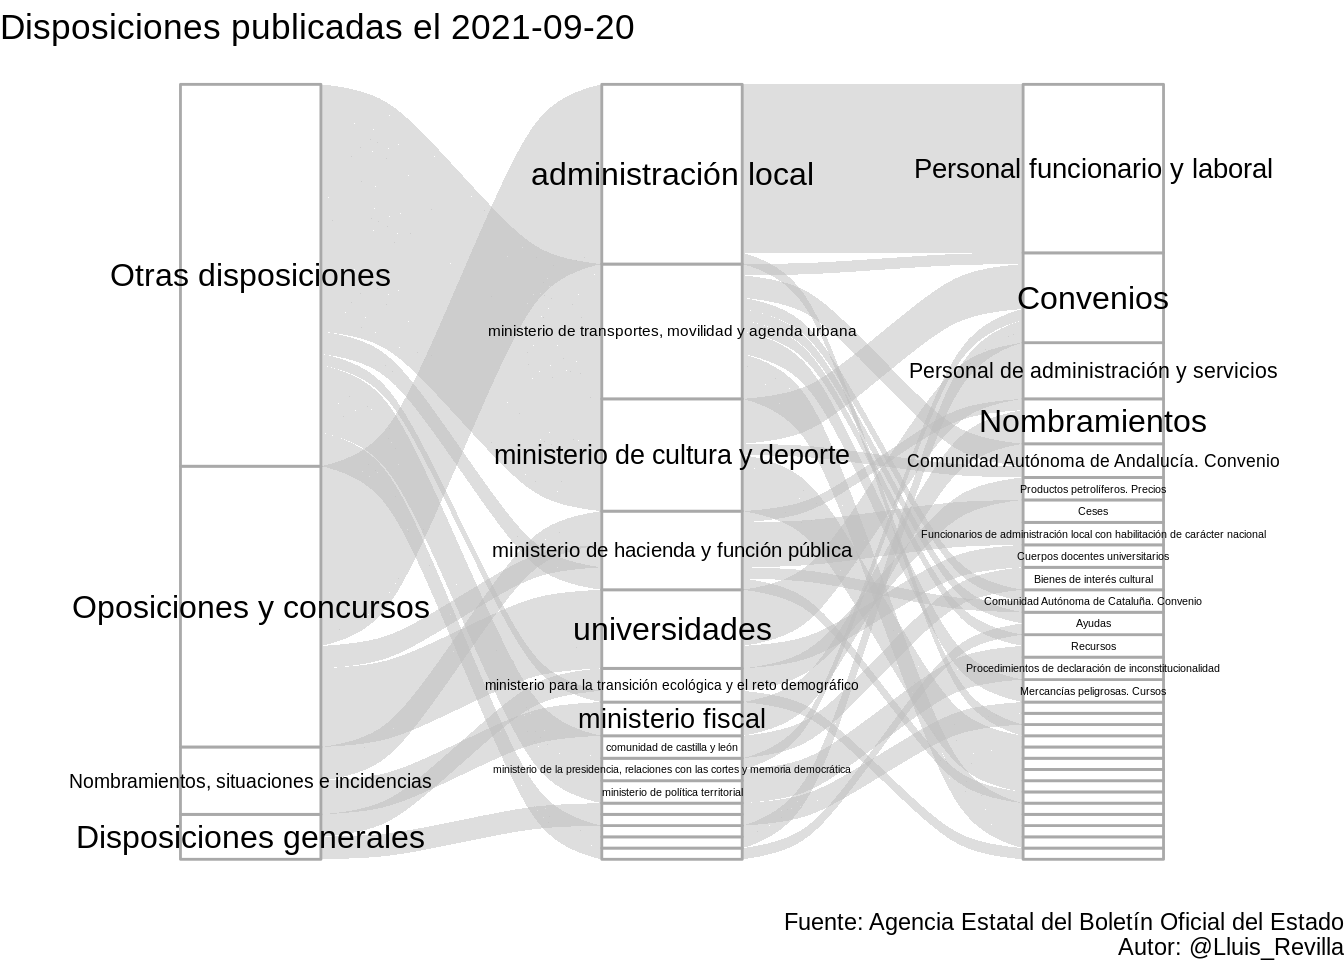 Disposiciones publicadas el 2021-09-20
Otras disposiciones
Oposiciones y concursos
Nombramientos, situaciones e incidencias
Disposiciones generales
administración local
ministerio de transportes, movilidad y agenda urbana
ministerio de cultura y deporte
ministerio de hacienda y función pública
universidades
ministerio para la transición ecológica y el reto demográfico
ministerio fiscal
comunidad de castilla y león
ministerio de la presidencia, relaciones con las cortes y memoria democrática
ministerio de política territorial
Personal funcionario y laboral
Convenios
Personal de administración y servicios
Nombramientos
Comunidad Autónoma de Andalucía. Convenio
Productos petrolíferos. Precios
Ceses
Funcionarios de administración local con habilitación de carácter nacional
Cuerpos docentes universitarios
Bienes de interés cultural
Comunidad Autónoma de Cataluña. Convenio
Ayudas
Recursos
Procedimientos de declaración de inconstitucionalidad
Mercancías peligrosas. Cursos
Fuente: Agencia Estatal del Boletín Oficial del Estado
Autor: @Lluis_Revilla